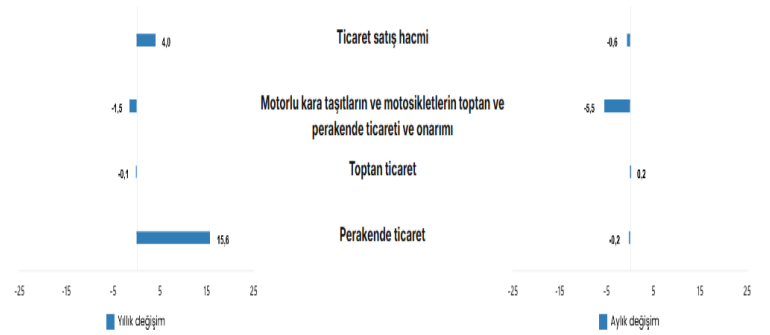 Ticaret satış hacmi
4,0
-0,6
Motorlu kara taşıtların ve motosikletlerin toptan ve
perakende ticareti ve onarımı
-1,5
-5,5
Toptan ticaret
-0,1
0,2
Perakende ticaret
15,6
-0,2
-25 -15 -5 5 15 25
-25 -15 -5 5 15 25
Yıllık değişim
Aylık değişim